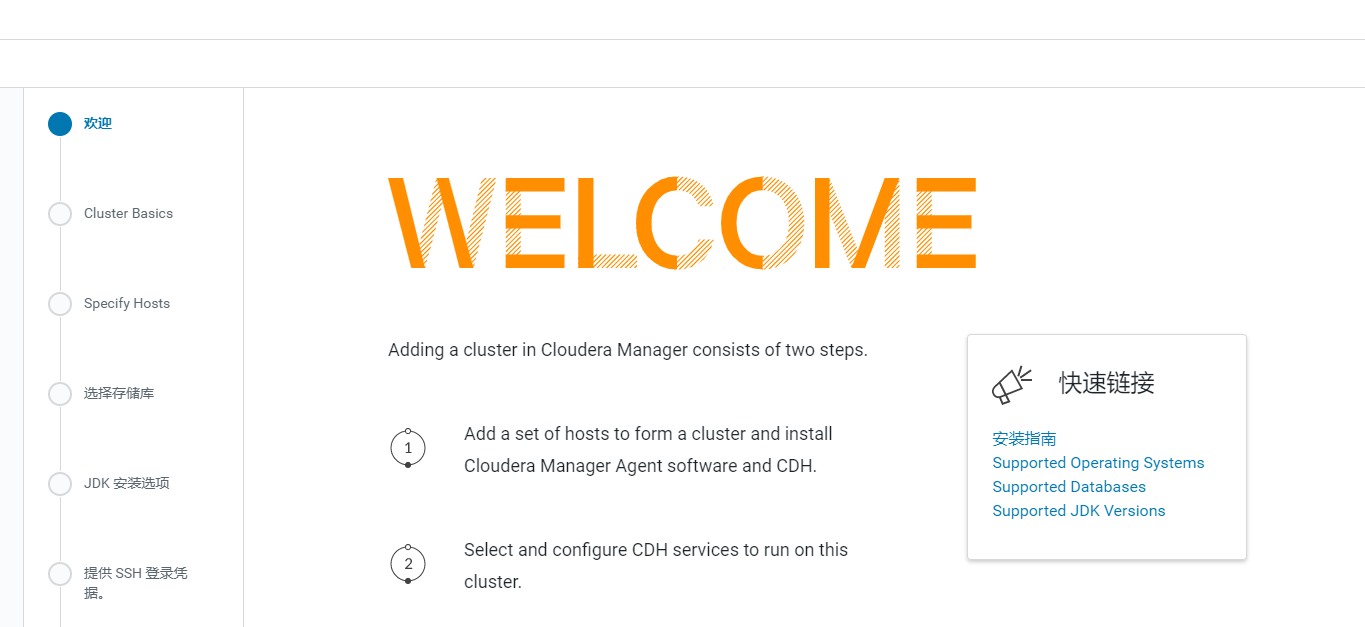 欢迎
Cluster Basics
Specify Hosts
选择存储库
JDK 安装选项
提供 SSH 登录凭
据。
WELCOME
Adding a cluster in Cloudera Manager consists of two steps.
1
Add a set of hosts to form a cluster and install
Cloudera Manager Agent software and CDH.
2
Select and configure CDH services to run on this
cluster.
快速链接
安装指南
Supported Operating Systems
Supported Databases
Supported JDK Versions